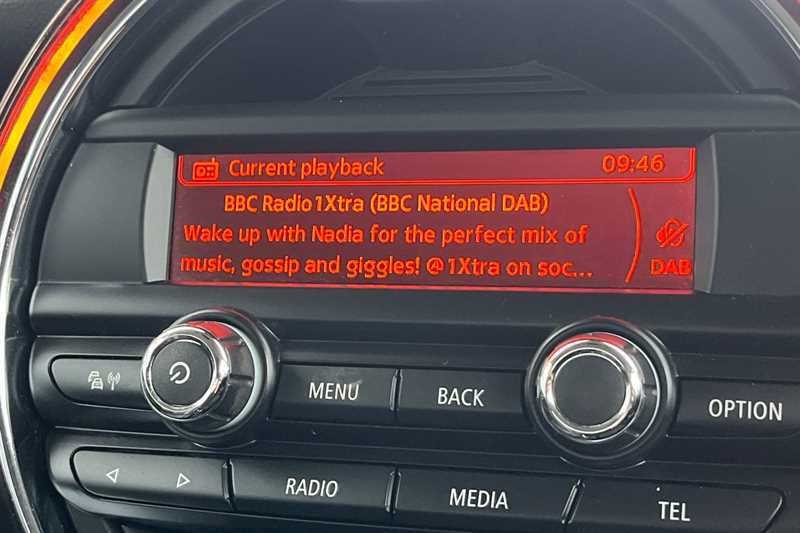 Current playback 09:46
BBC Radio 1Xtra (BBC National DAB)
Wake up with Nadia for the perfect mix of
music, gossip and giggles! @1Xtra on soc...
DAB
MENU BACK OPTION
RADIO MEDIA TEL